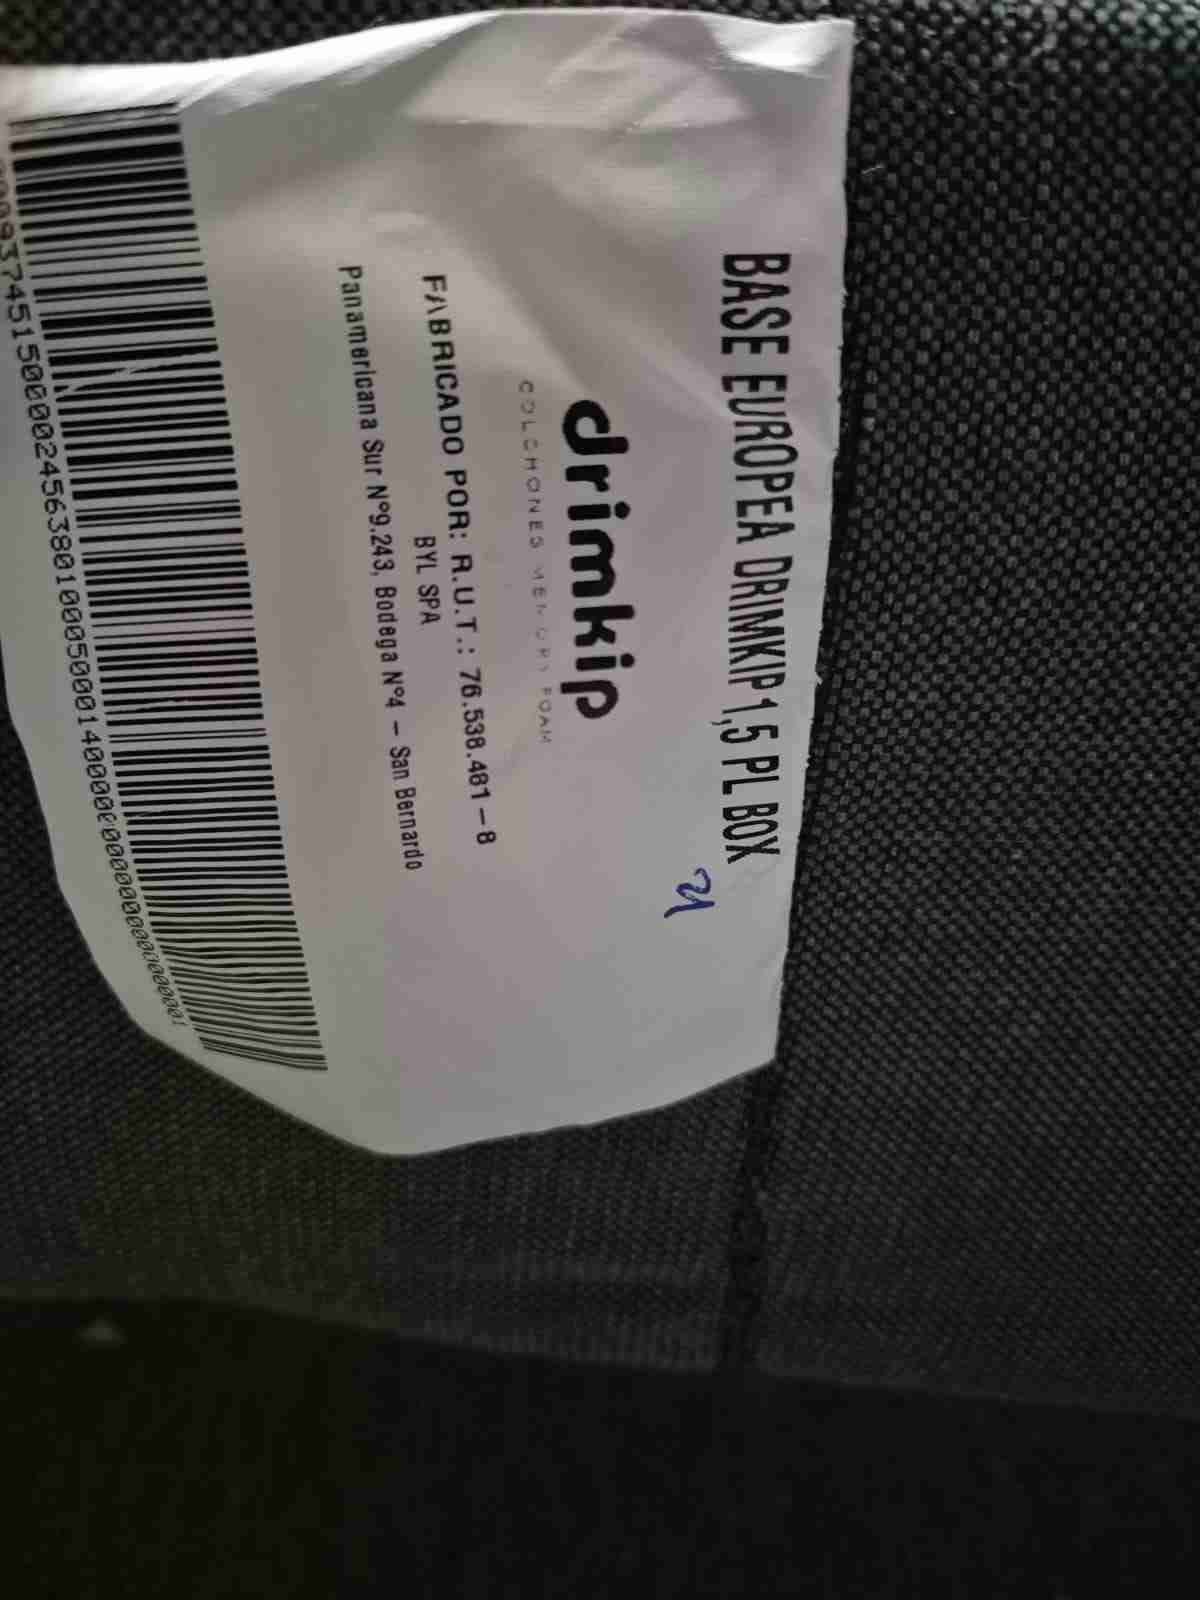 BASE EUROPEA DRIMKIP 1,5 PL BOX
drimkip
COLCHONES MEMORY FOAM
FABRICADO POR: R.U.T.: 76.538.481-8
BYL SPA
Panamericana Sur Nº9.243, Bodega Nº4 - San Bernardo